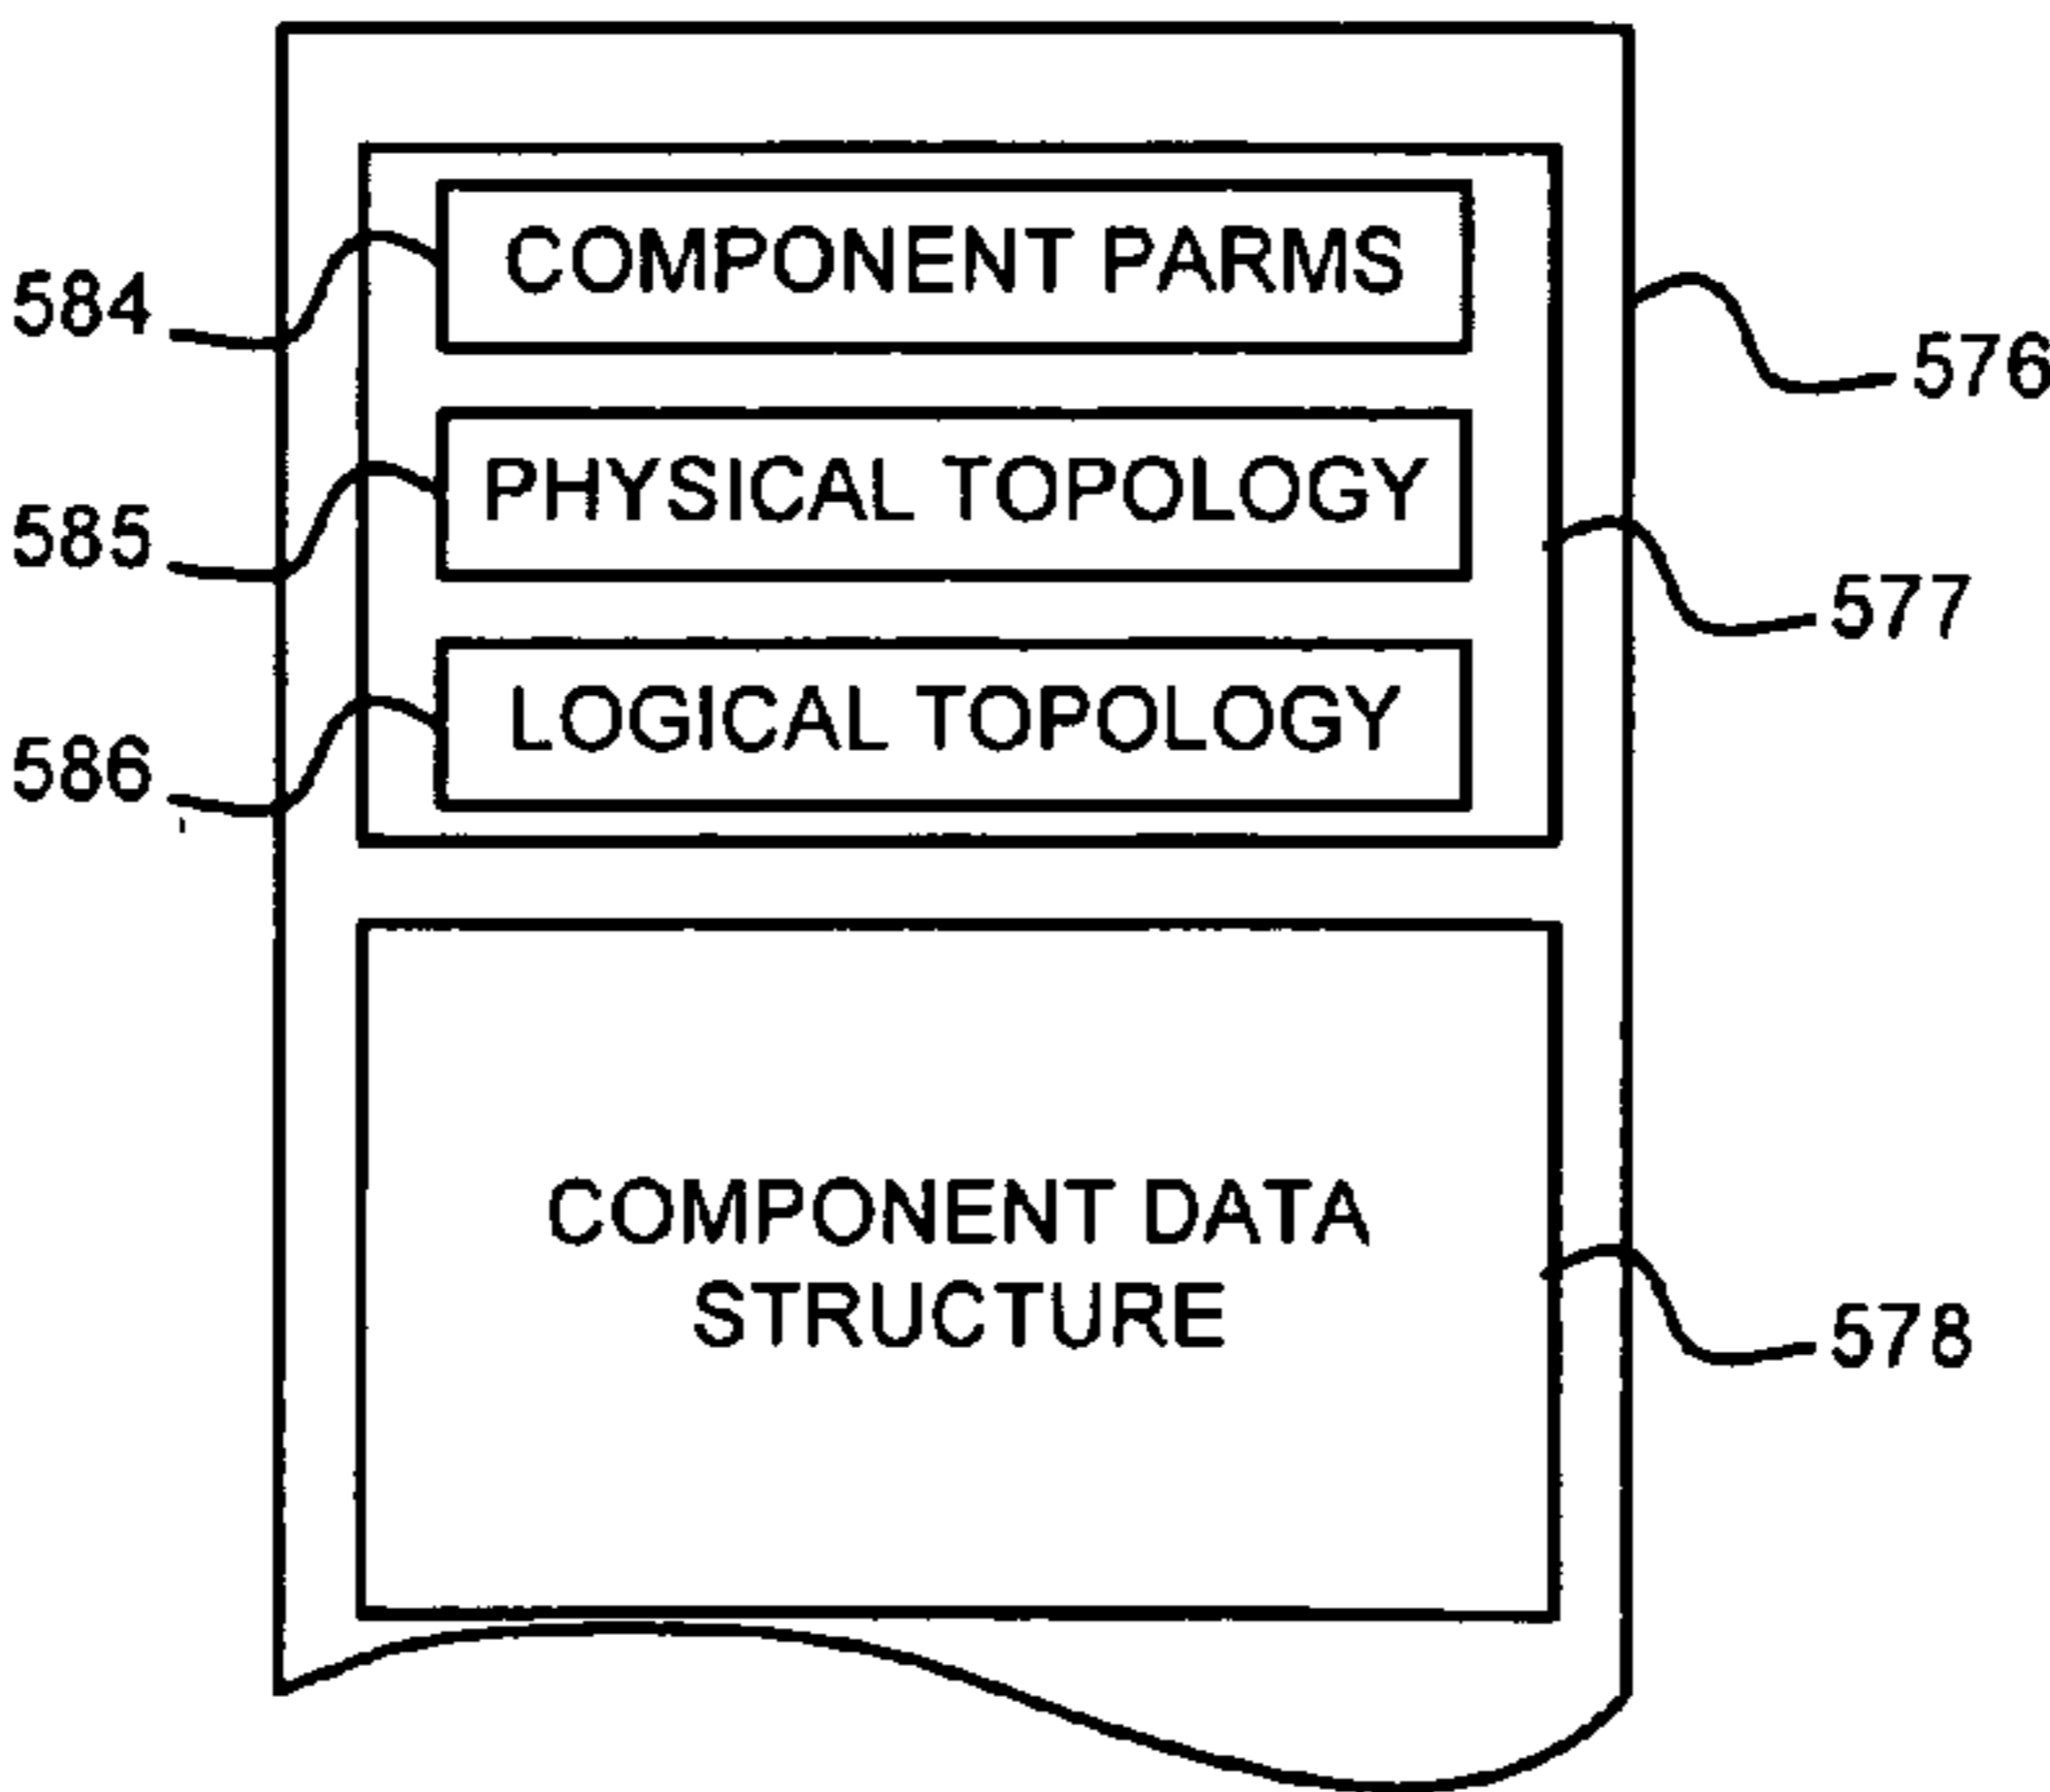 COMPONENT PARMS
584
576
PHYSICAL TOPOLOGY
585
577
LOGICAL TOPOLOGY
586
COMPONENT DATA
STRUCTURE
578